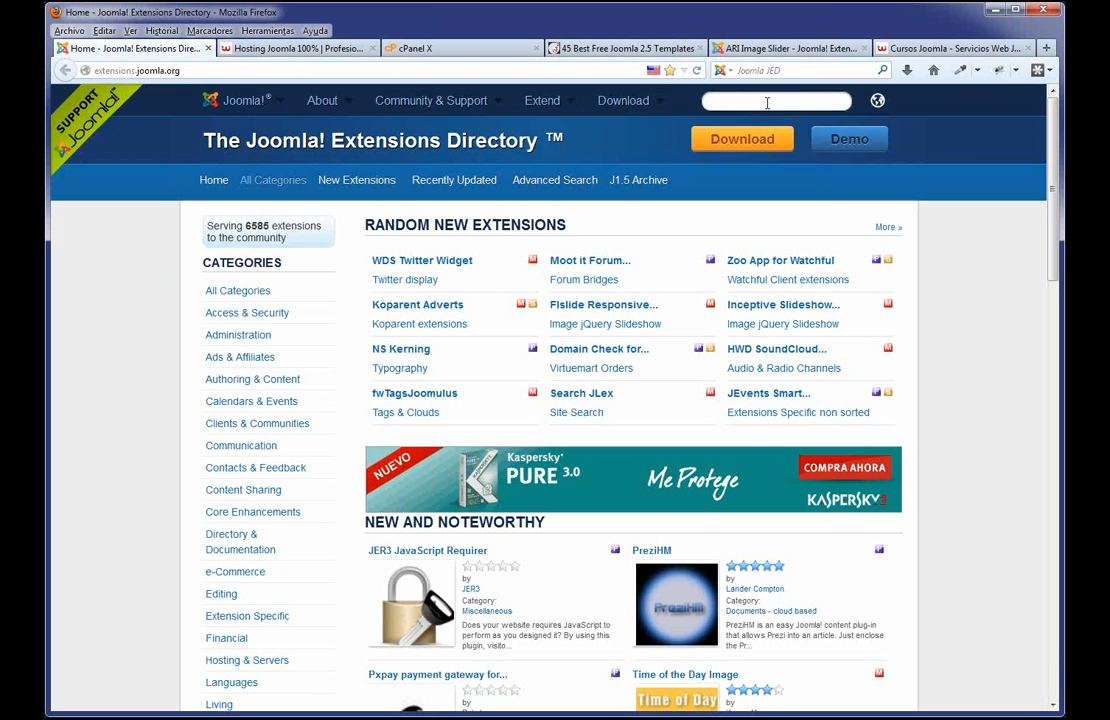 Home - Joomla! Extensions Directory - Mozilla Firefox
Archivo Editar Ver Historial Marcadores Herramientas Ayuda
Home - Joomla! Extensions Dire... × Hosting Joomla 100% | Profesio... × cPanel X × 45 Best Free Joomla 2.5 Templates × ARI Image Slider - Joomla! Exten... × Cursos Joomla - Servicios Web J... × +
extensions.joomla.org Joomla JED
SUPPORT Joomla!
Joomla!® About Community & Support Extend Download
The Joomla! Extensions Directory ™ Download Demo
Home All Categories New Extensions Recently Updated Advanced Search J1.5 Archive
Serving 6585 extensions
to the community
CATEGORIES
All Categories
Access & Security
Administration
Ads & Affiliates
Authoring & Content
Calendars & Events
Clients & Communities
Communication
Contacts & Feedback
Content Sharing
Core Enhancements
Directory &
Documentation
e-Commerce
Editing
Extension Specific
Financial
Hosting & Servers
Languages
Living
RANDOM NEW EXTENSIONS More »
WDS Twitter Widget M Moot it Forum... P Zoo App for Watchful P S
Twitter display Forum Bridges Watchful Client extensions
Koparent Adverts M S FIslide Responsive... M Inceptive Slideshow... M
Koparent extensions Image jQuery Slideshow Image jQuery Slideshow
NS Kerning P Domain Check for... P S HWD SoundCloud... M
Typography Virtuemart Orders Audio & Radio Channels
fwTagsJoomulus M Search JLex M JEvents Smart... P S
Tags & Clouds Site Search Extensions Specific non sorted
NUEVO Kaspersky PURE 3.0 Me Protege COMPRA AHORA KASPERSKY
NEW AND NOTEWORTHY
JER3 JavaScript Requirer P
by
JER3
Category:
Miscellaneous
Does your website requires JavaScript to
perform as you designed it? By using this
plugin, visito...
PreziHM P
PreziHM
by
Lander Compton
Category:
Documents - cloud based
PreziHM is an easy Joomla! content plug-in
that allows Prezi into an article. Just enclose
the Pr...
Pxpay payment gateway for... P
by
Time of the Day Image M
Time of Day
by